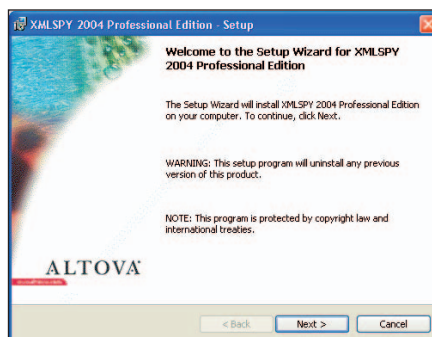 XMLSPY 2004 Professional Edition - Setup
Welcome to the Setup Wizard for XMLSPY
2004 Professional Edition
The Setup Wizard will install XMLSPY 2004 Professional Edition
on your computer. To continue, click Next.
WARNING: This setup program will uninstall any previous
version of this product.
NOTE: This program is protected by copyright law and
international treaties.
ALTOVA®
< Back
Next >
Cancel